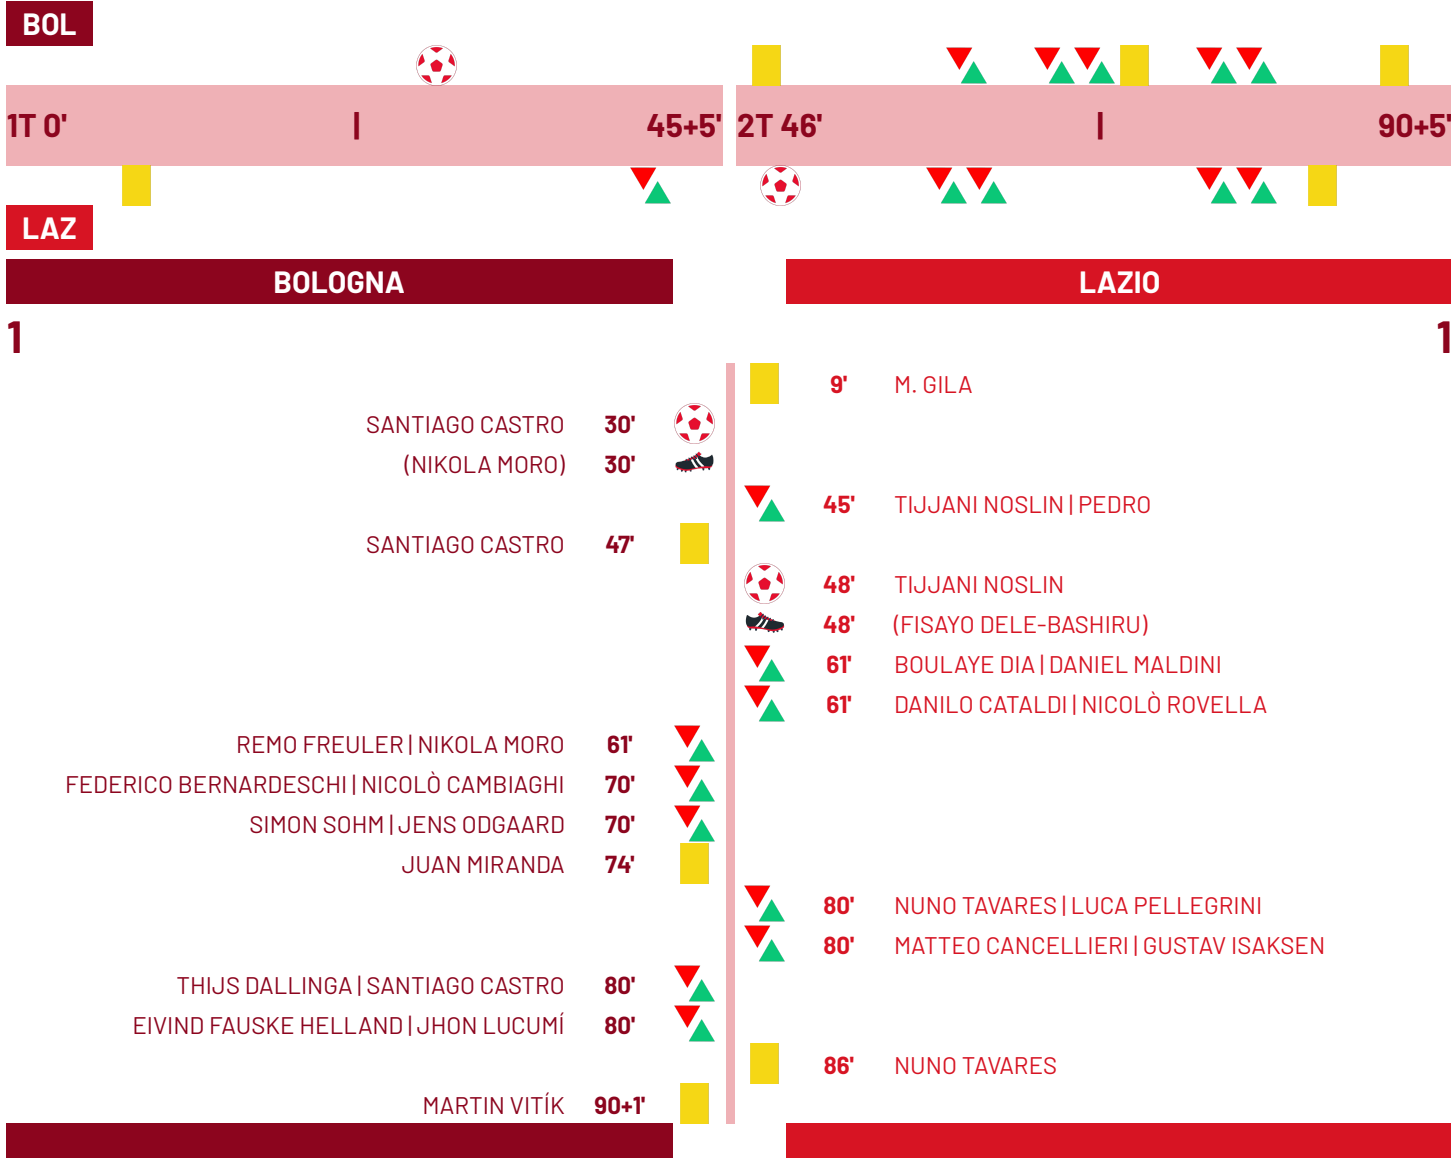 BOL
1T 0' | 45+5' 2T 46' | 90+5'
LAZ
BOLOGNA LAZIO
1 1
9' M. GILA
SANTIAGO CASTRO 30'
(NIKOLA MORO) 30'
45' TIJJANI NOSLIN | PEDRO
SANTIAGO CASTRO 47'
48' TIJJANI NOSLIN
48' (FISAYO DELE-BASHIRU)
61' BOULAYE DIA | DANIEL MALDINI
61' DANILO CATALDI | NICOLÒ ROVELLA
REMO FREULER | NIKOLA MORO 61'
FEDERICO BERNARDESCHI | NICOLÒ CAMBIAGHI 70'
SIMON SOHM | JENS ODGAARD 70'
JUAN MIRANDA 74'
80' NUNO TAVARES | LUCA PELLEGRINI
80' MATTEO CANCELLIERI | GUSTAV ISAKSEN
THIJS DALLINGA | SANTIAGO CASTRO 80'
EIVIND FAUSKE HELLAND | JHON LUCUMÍ 80'
86' NUNO TAVARES
MARTIN VITÍK 90+1'